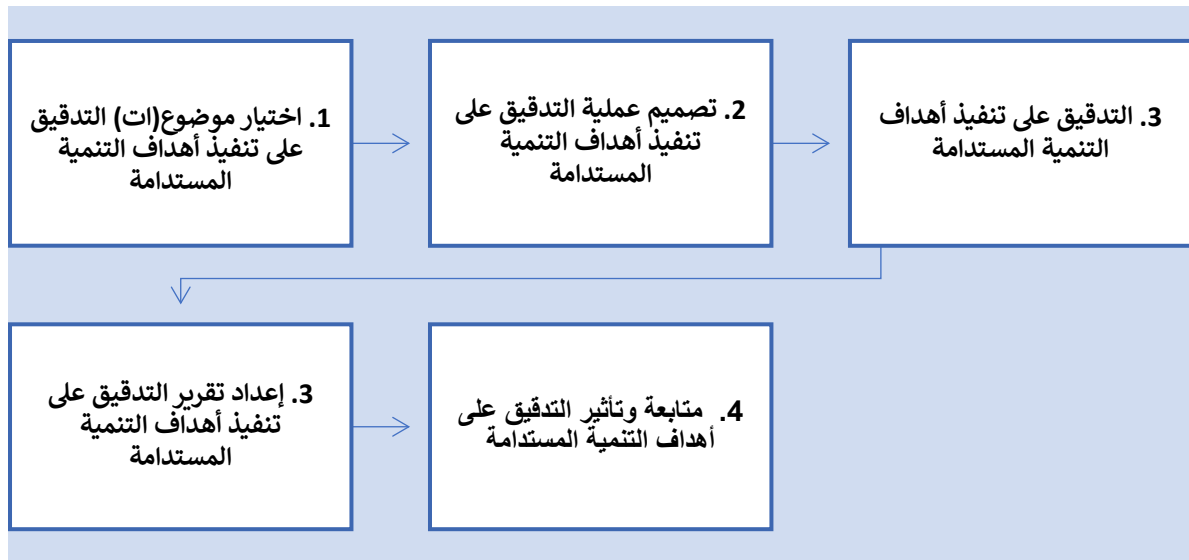 1. اختيار موضوع(ات) التدقيق
على تنفيذ أهداف التنمية
المستدامة
2. تصميم عملية التدقيق على
تنفيذ أهداف التنمية
المستدامة
3. التدقيق على تنفيذ أهداف
التنمية المستدامة
3. إعداد تقرير التدقيق على
تنفيذ أهداف التنمية
المستدامة
4. متابعة وتأثير التدقيق على
أهداف التنمية المستدامة